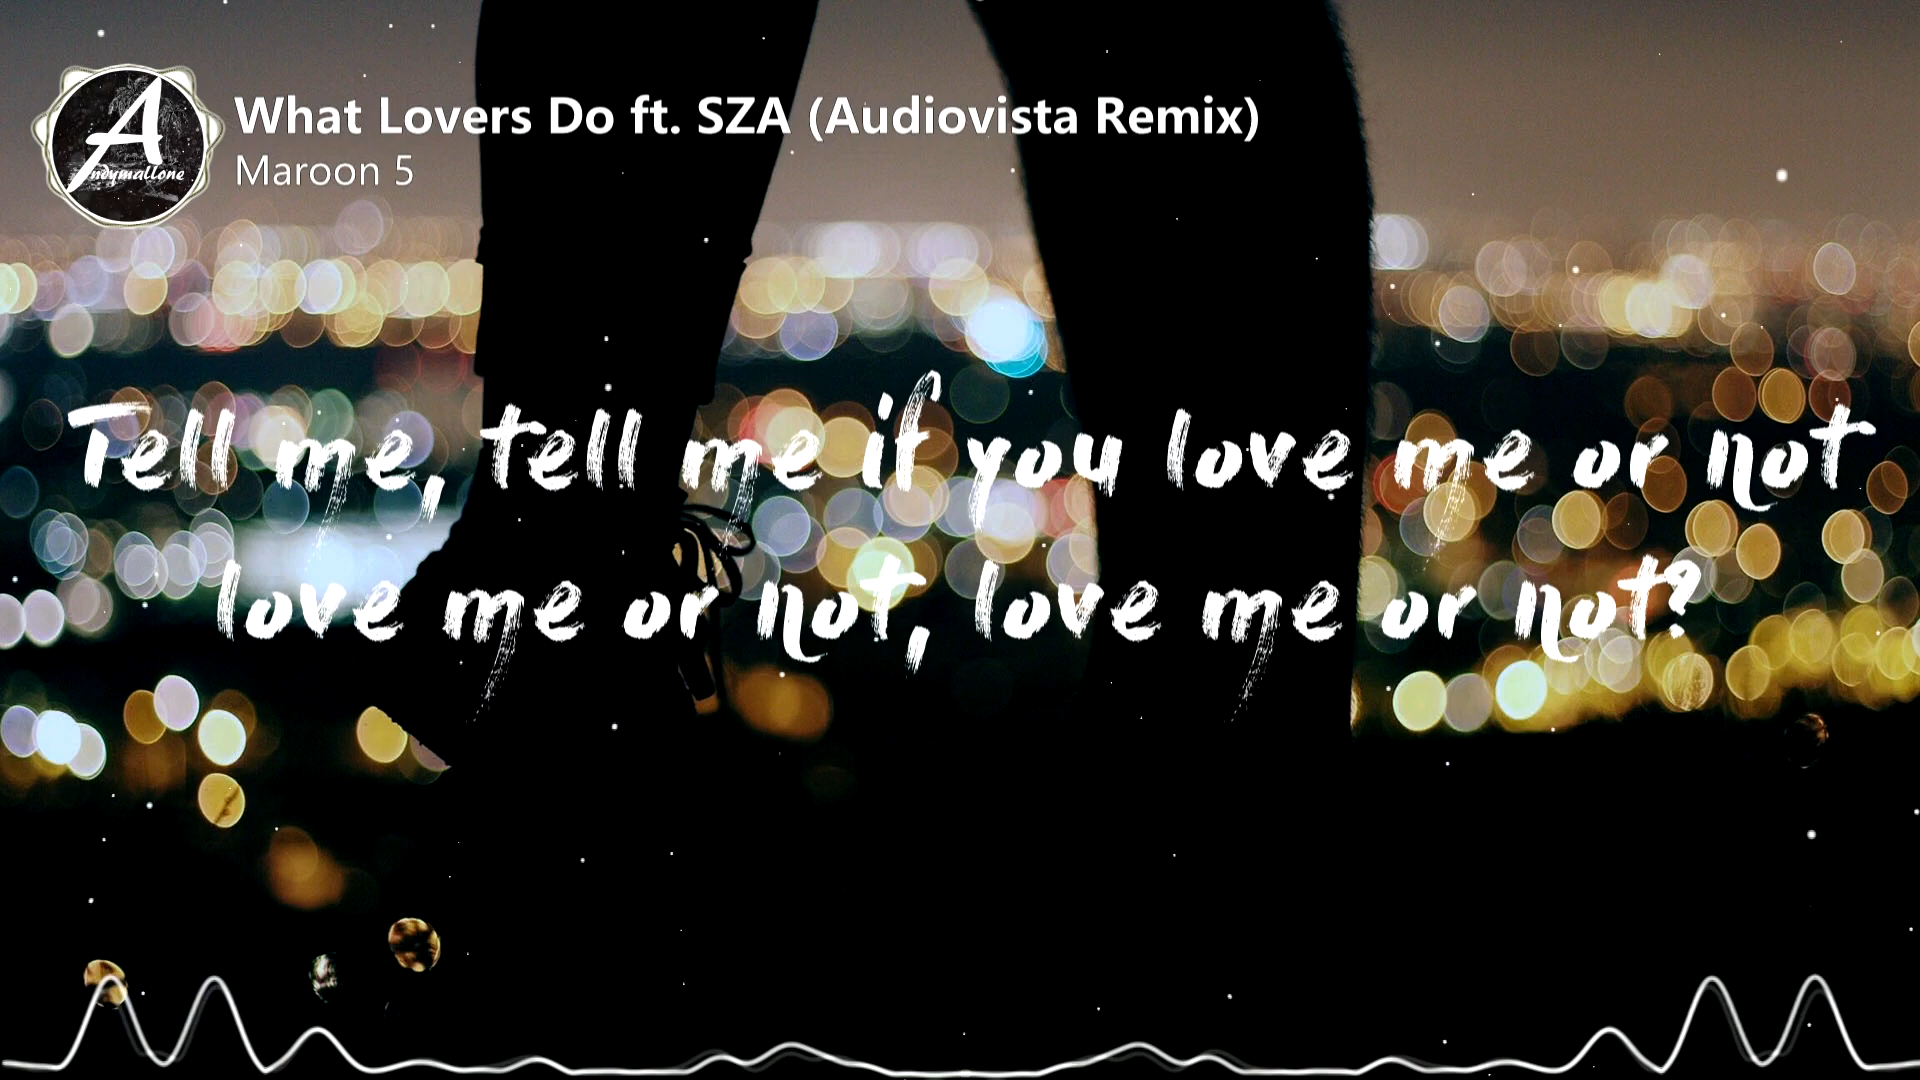 What Lovers Do ft. SZA (Audiovista Remix)
Maroon 5
Andymallone
Tell me, tell me if you love me or not
love me or not, love me or not?